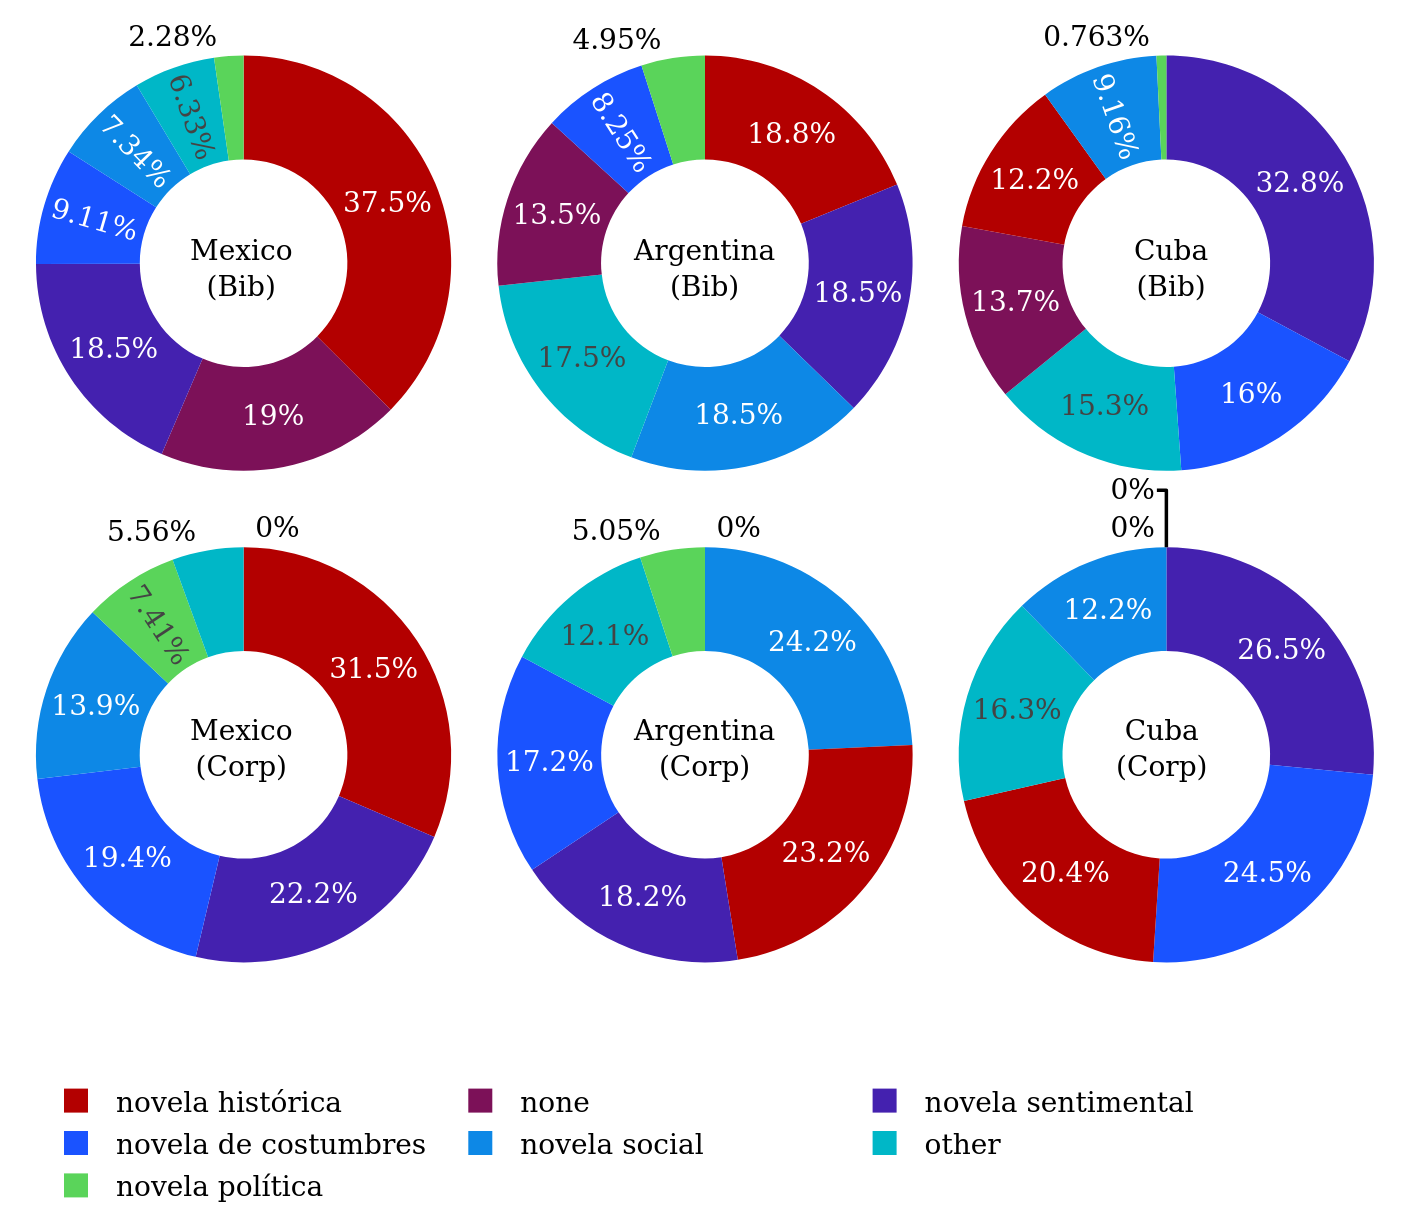 2.28%
4.95%
0.763%
6.33%
7.34%
9.11%
37.5%
18.5%
19%
Mexico
(Bib)
8.25%
18.8%
13.5%
18.5%
17.5%
18.5%
Argentina
(Bib)
9.16%
12.2%
32.8%
13.7%
15.3%
16%
Cuba
(Bib)
5.56%
0%
7.41%
31.5%
13.9%
19.4%
22.2%
Mexico
(Corp)
5.05%
0%
12.1%
24.2%
17.2%
18.2%
23.2%
Argentina
(Corp)
0%
0%
12.2%
26.5%
16.3%
20.4%
24.5%
Cuba
(Corp)
novela histórica
none
novela sentimental
novela de costumbres
novela social
other
novela política